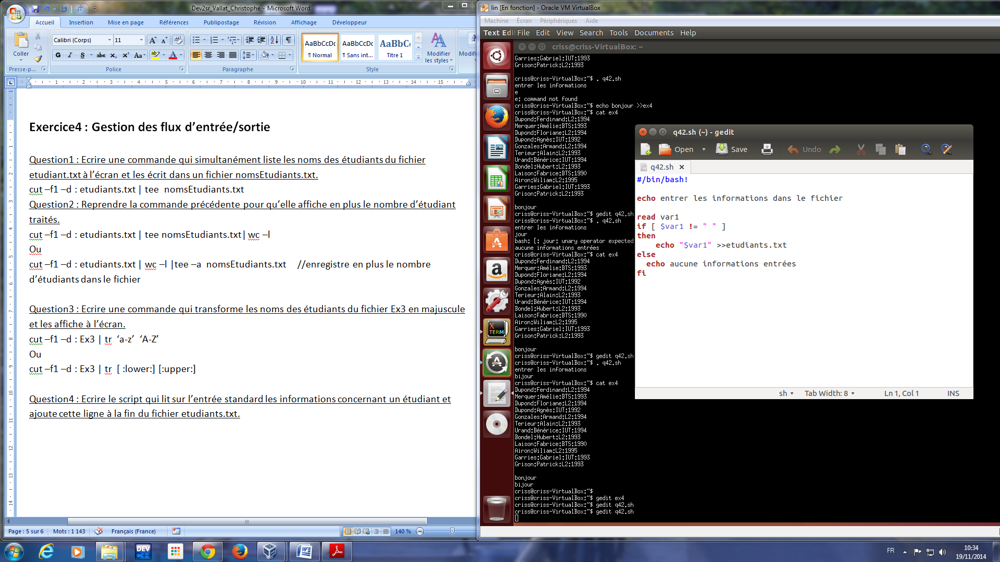 Dev2sr_Vallat_Christophe - Microsoft Word
Accueil Insertion Mise en page Références Publipostage Révision Affichage Développeur
Coller
Calibri (Corps) 11
AaBbCcDc AaBbCcDc AaBbC
¶ Normal ¶ Sans int... Titre 1
Modifier les styles
Modifi
Presse-p... Police Paragraphe Style
Exercice4 : Gestion des flux d’entrée/sortie
Question1 : Ecrire une commande qui simultanément liste les noms des étudiants du fichier
etudiant.txt à l’écran et les écrit dans un fichier nomsEtudiants.txt.
cut –f1 –d : etudiants.txt | tee  nomsEtudiants.txt
Question2 : Reprendre la commande précédente pour qu’elle affiche en plus le nombre d’étudiant
traités.
cut –f1 –d : etudiants.txt | tee nomsEtudiants.txt| wc –l
Ou
cut –f1 –d : etudiants.txt | wc –l |tee –a  nomsEtudiants.txt    //enregistre en plus le nombre
d’étudiants dans le fichier
Question3 : Ecrire une commande qui transforme les noms des étudiants du fichier Ex3 en majuscule
et les affiche à l’écran.
cut –f1 –d : Ex3 | tr  ‘a-z’  ‘A-Z’
Ou
cut –f1 –d : Ex3 | tr  [ :lower:] [:upper:]
Question4 : Ecrire le script qui lit sur l’entrée standard les informations concernant un étudiant et
ajoute cette ligne à la fin du fichier etudiants.txt.
Page : 5 sur 6 Mots : 1 143 Français (France) 140 %
lin [En fonction] - Oracle VM VirtualBox
Machine Écran Périphériques Aide
Text Edit File Edit View Search Tools Documents Help
criss@criss-VirtualBox: ~
Garries:Gabriel:IUT:1993
Grison:Patrick:L2:1993
criss@criss-VirtualBox:~$ . q42.sh
entrer les informations
e
e: command not found
criss@criss-VirtualBox:~$ echo bonjour >>ex4
criss@criss-VirtualBox:~$ cat ex4
Dupond:Ferdinand:L2:1994
Merquer:Amélie:BTS:1993
Dupond:Floriane:L2:1994
Dupond:Agnès:IUT:1992
Gonzales:Armand:L2:1994
Terieur:Alain:L2:1993
Urand:Bénérice:IUT:1994
Bondel:Hubert:L2:1993
Laison:Fabrice:BTS:1990
Airon:Wiliam:L2:1995
Garries:Gabriel:IUT:1993
Grison:Patrick:L2:1993
bonjour
criss@criss-VirtualBox:~$ gedit q42.sh
criss@criss-VirtualBox:~$ . q42.sh
entrer les informations
jour
bash: [: jour: unary operator expected
aucune informations entrées
criss@criss-VirtualBox:~$ cat ex4
Dupond:Ferdinand:L2:1994
Merquer:Amélie:BTS:1993
Dupond:Floriane:L2:1994
Dupond:Agnès:IUT:1992
Gonzales:Armand:L2:1994
Terieur:Alain:L2:1993
Urand:Bénérice:IUT:1994
Bondel:Hubert:L2:1993
Laison:Fabrice:BTS:1990
Airon:Wiliam:L2:1995
Garries:Gabriel:IUT:1993
Grison:Patrick:L2:1993
bonjour
criss@criss-VirtualBox:~$ gedit q42.sh
criss@criss-VirtualBox:~$ . q42.sh
entrer les informations
bijour
criss@criss-VirtualBox:~$ cat ex4
Dupond:Ferdinand:L2:1994
Merquer:Amélie:BTS:1993
Dupond:Floriane:L2:1994
Dupond:Agnès:IUT:1992
Gonzales:Armand:L2:1994
Terieur:Alain:L2:1993
Urand:Bénérice:IUT:1994
Bondel:Hubert:L2:1993
Laison:Fabrice:BTS:1990
Airon:Wiliam:L2:1995
Garries:Gabriel:IUT:1993
Grison:Patrick:L2:1993
bonjour
bijour
criss@criss-VirtualBox:~$
criss@criss-VirtualBox:~$ gedit ex4
criss@criss-VirtualBox:~$ gedit q42.sh
criss@criss-VirtualBox:~$ gedit q42.sh
q42.sh (~) - gedit
Open Save Undo
q42.sh
#/bin/bash!
echo entrer les informations dans le fichier
read var1
if [ $var1 != " " ]
then
    echo "$var1" >>etudiants.txt
else
  echo aucune informations entrées
fi
sh Tab Width: 8 Ln 1, Col 1 INS
X TERM
DEV C++
FR
10:34
19/11/2014